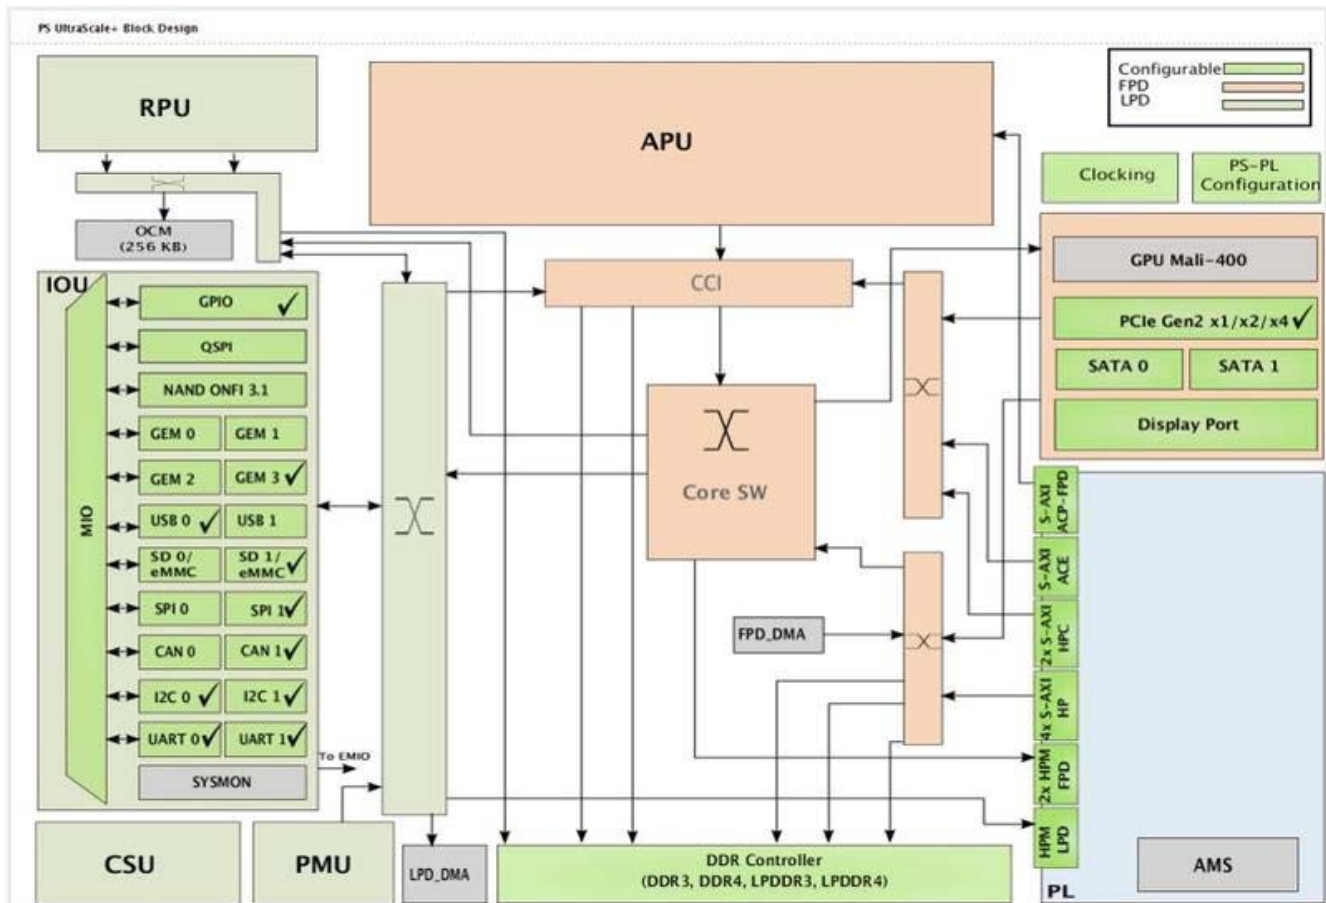 PS UltraScale+ Block Design
RPU
APU
Configurable
FPD
LPD
Clocking
PS-PL
Configuration
OCM
(256 KB)
IOU
CCI
GPU Mali-400
GPIO
PCIe Gen2 x1/x2/x4
QSPI
SATA 0
SATA 1
NAND ONFI 3.1
Display Port
GEM 0
GEM 1
GEM 2
GEM 3
Core SW
MIO
USB 0
USB 1
S-AXI
ACP-FPD
SD 0/
eMMC
SD 1/
eMMC
S-AXI
ACE
SPI 0
SPI 1
FPD_DMA
2x S-AXI
HPC
CAN 0
CAN 1
I2C 0
I2C 1
4x S-AXI
HP
UART 0
UART 1
To EMIO
2x HPM
FPD
SYSMON
HPM
LPD
CSU
PMU
LPD_DMA
DDR Controller
(DDR3, DDR4, LPDDR3, LPDDR4)
AMS
PL